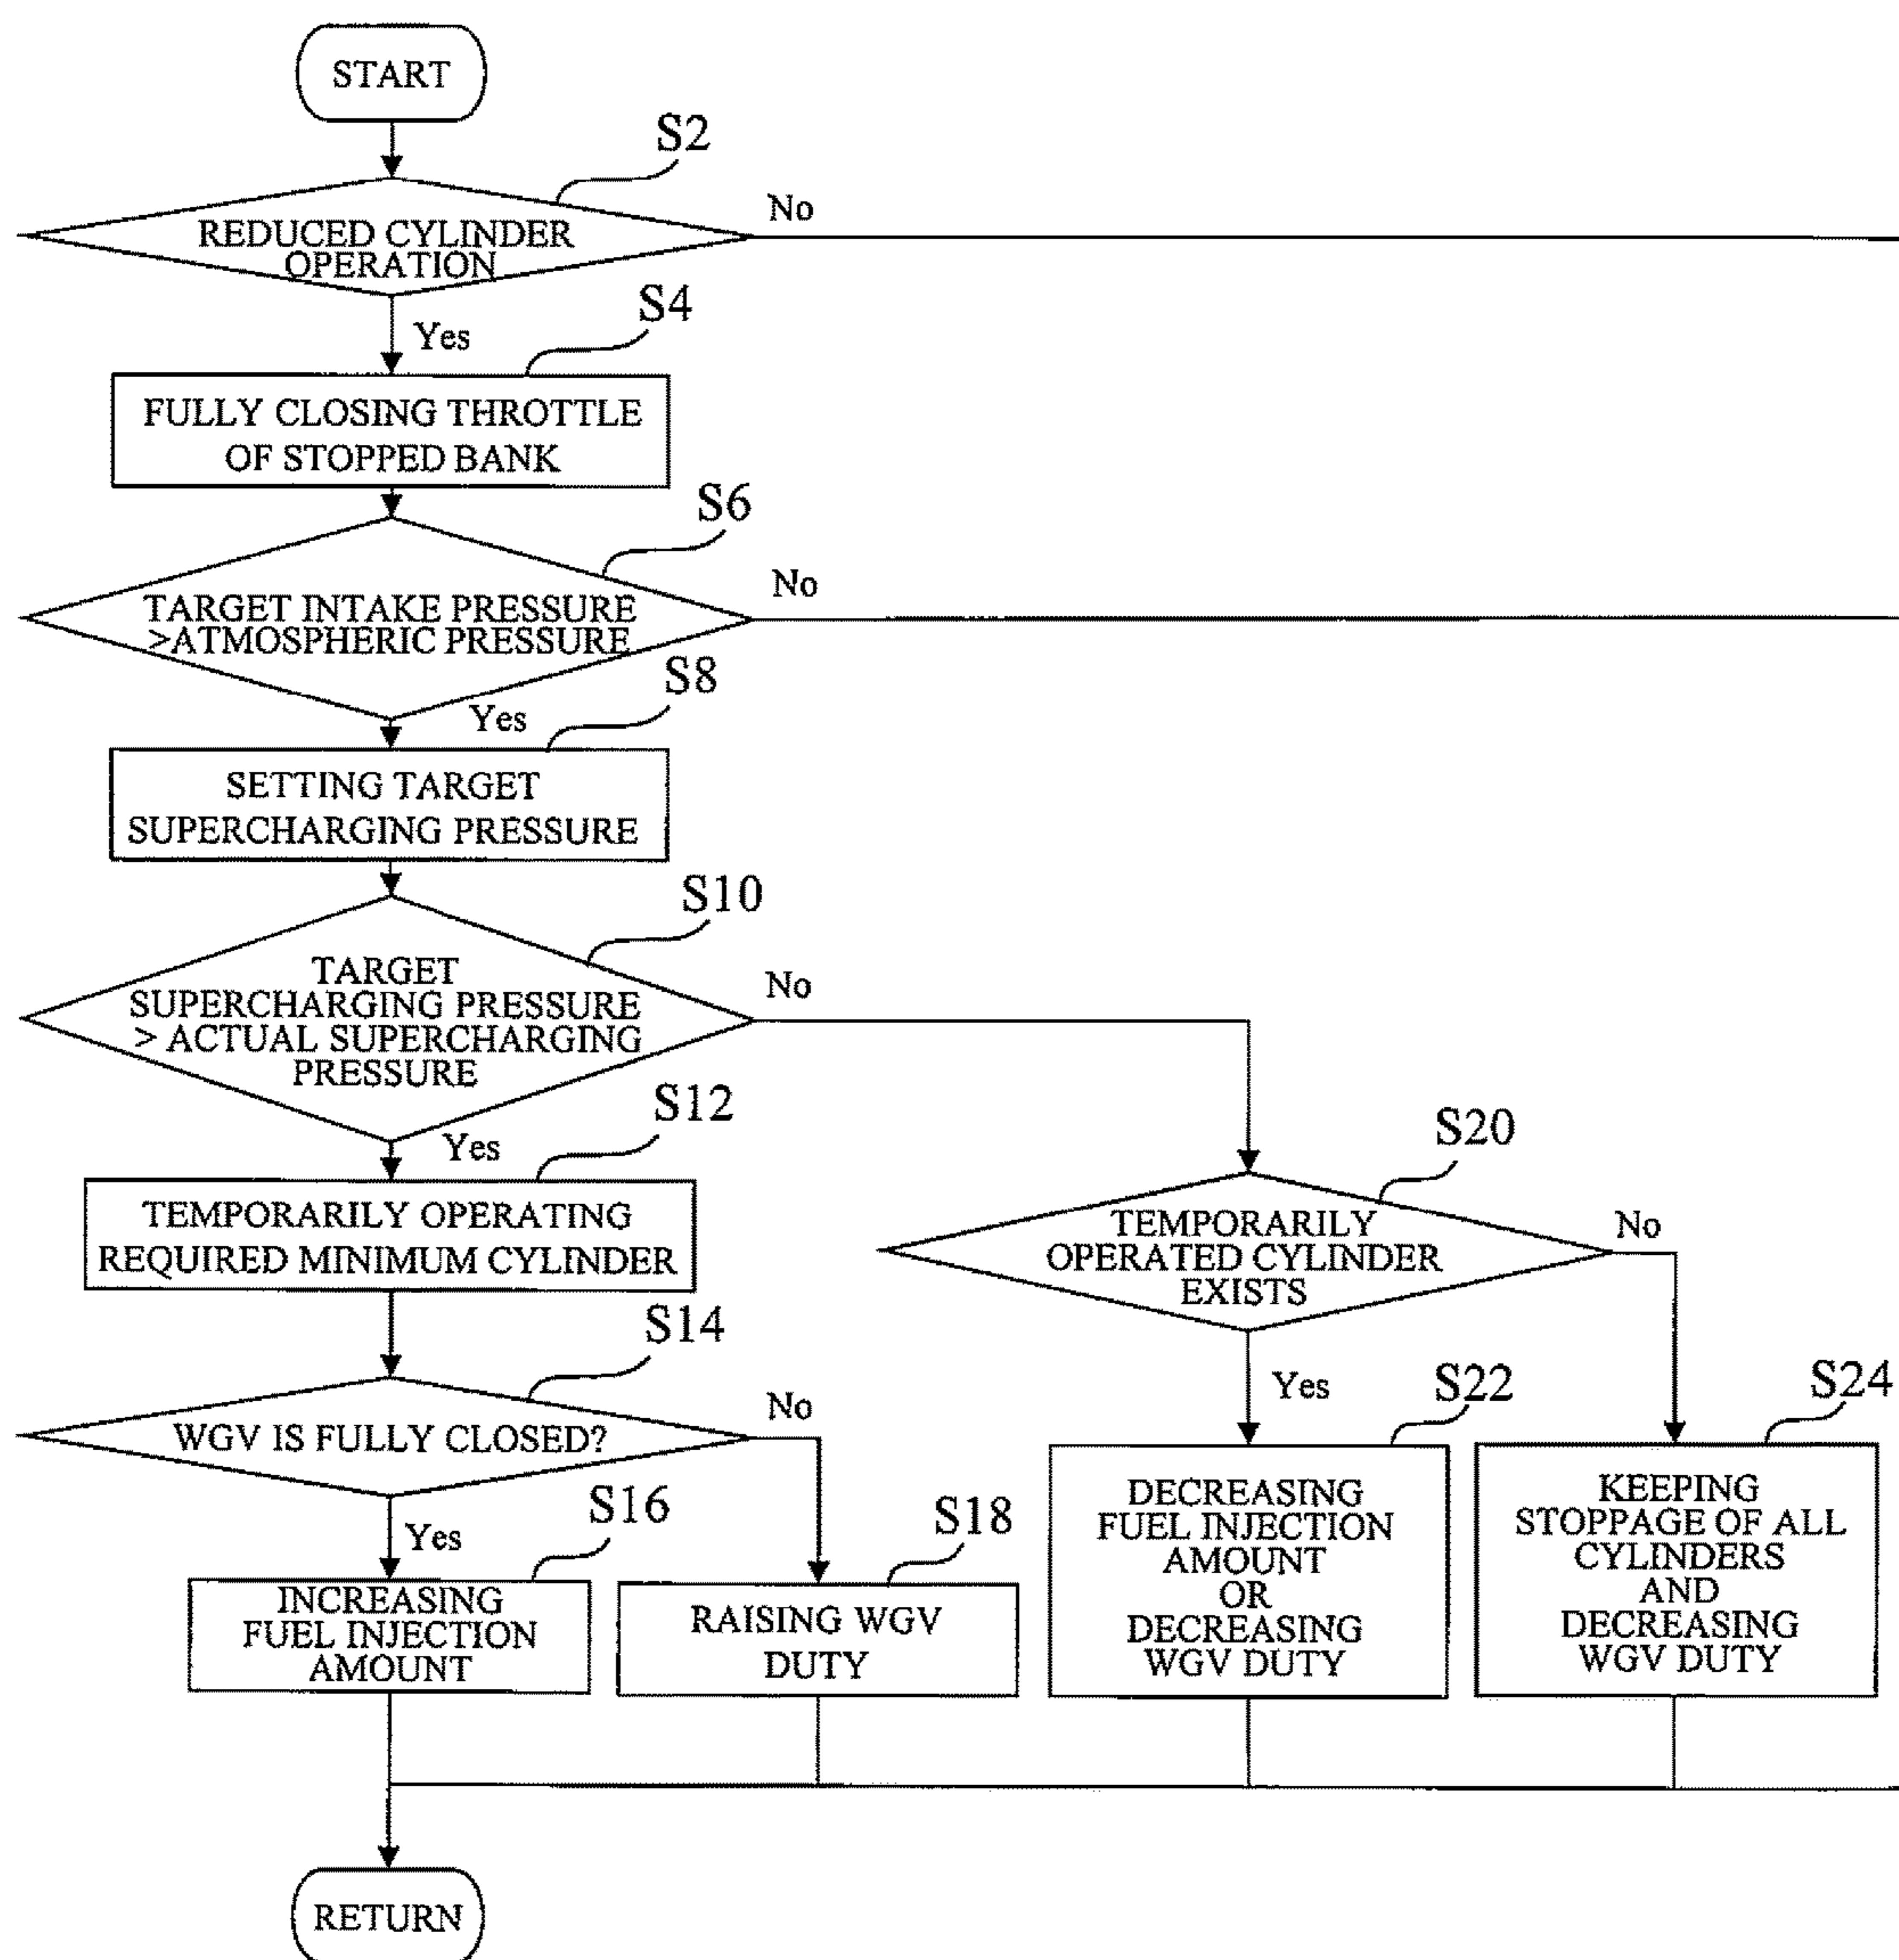 START
S2
REDUCED CYLINDER
OPERATION
No
Yes
S4
FULLY CLOSING THROTTLE
OF STOPPED BANK
S6
TARGET INTAKE PRESSURE
>ATMOSPHERIC PRESSURE
No
Yes
S8
SETTING TARGET
SUPERCHARGING PRESSURE
S10
TARGET
SUPERCHARGING PRESSURE
> ACTUAL SUPERCHARGING
PRESSURE
No
Yes
S12
TEMPORARILY OPERATING
REQUIRED MINIMUM CYLINDER
S14
WGV IS FULLY CLOSED?
No
Yes
S16
INCREASING
FUEL INJECTION
AMOUNT
S18
RAISING WGV
DUTY
S20
TEMPORARILY
OPERATED CYLINDER
EXISTS
No
Yes
S22
DECREASING
FUEL INJECTION
AMOUNT
OR
DECREASING
WGV DUTY
S24
KEEPING
STOPPAGE OF ALL
CYLINDERS
AND
DECREASING
WGV DUTY
RETURN